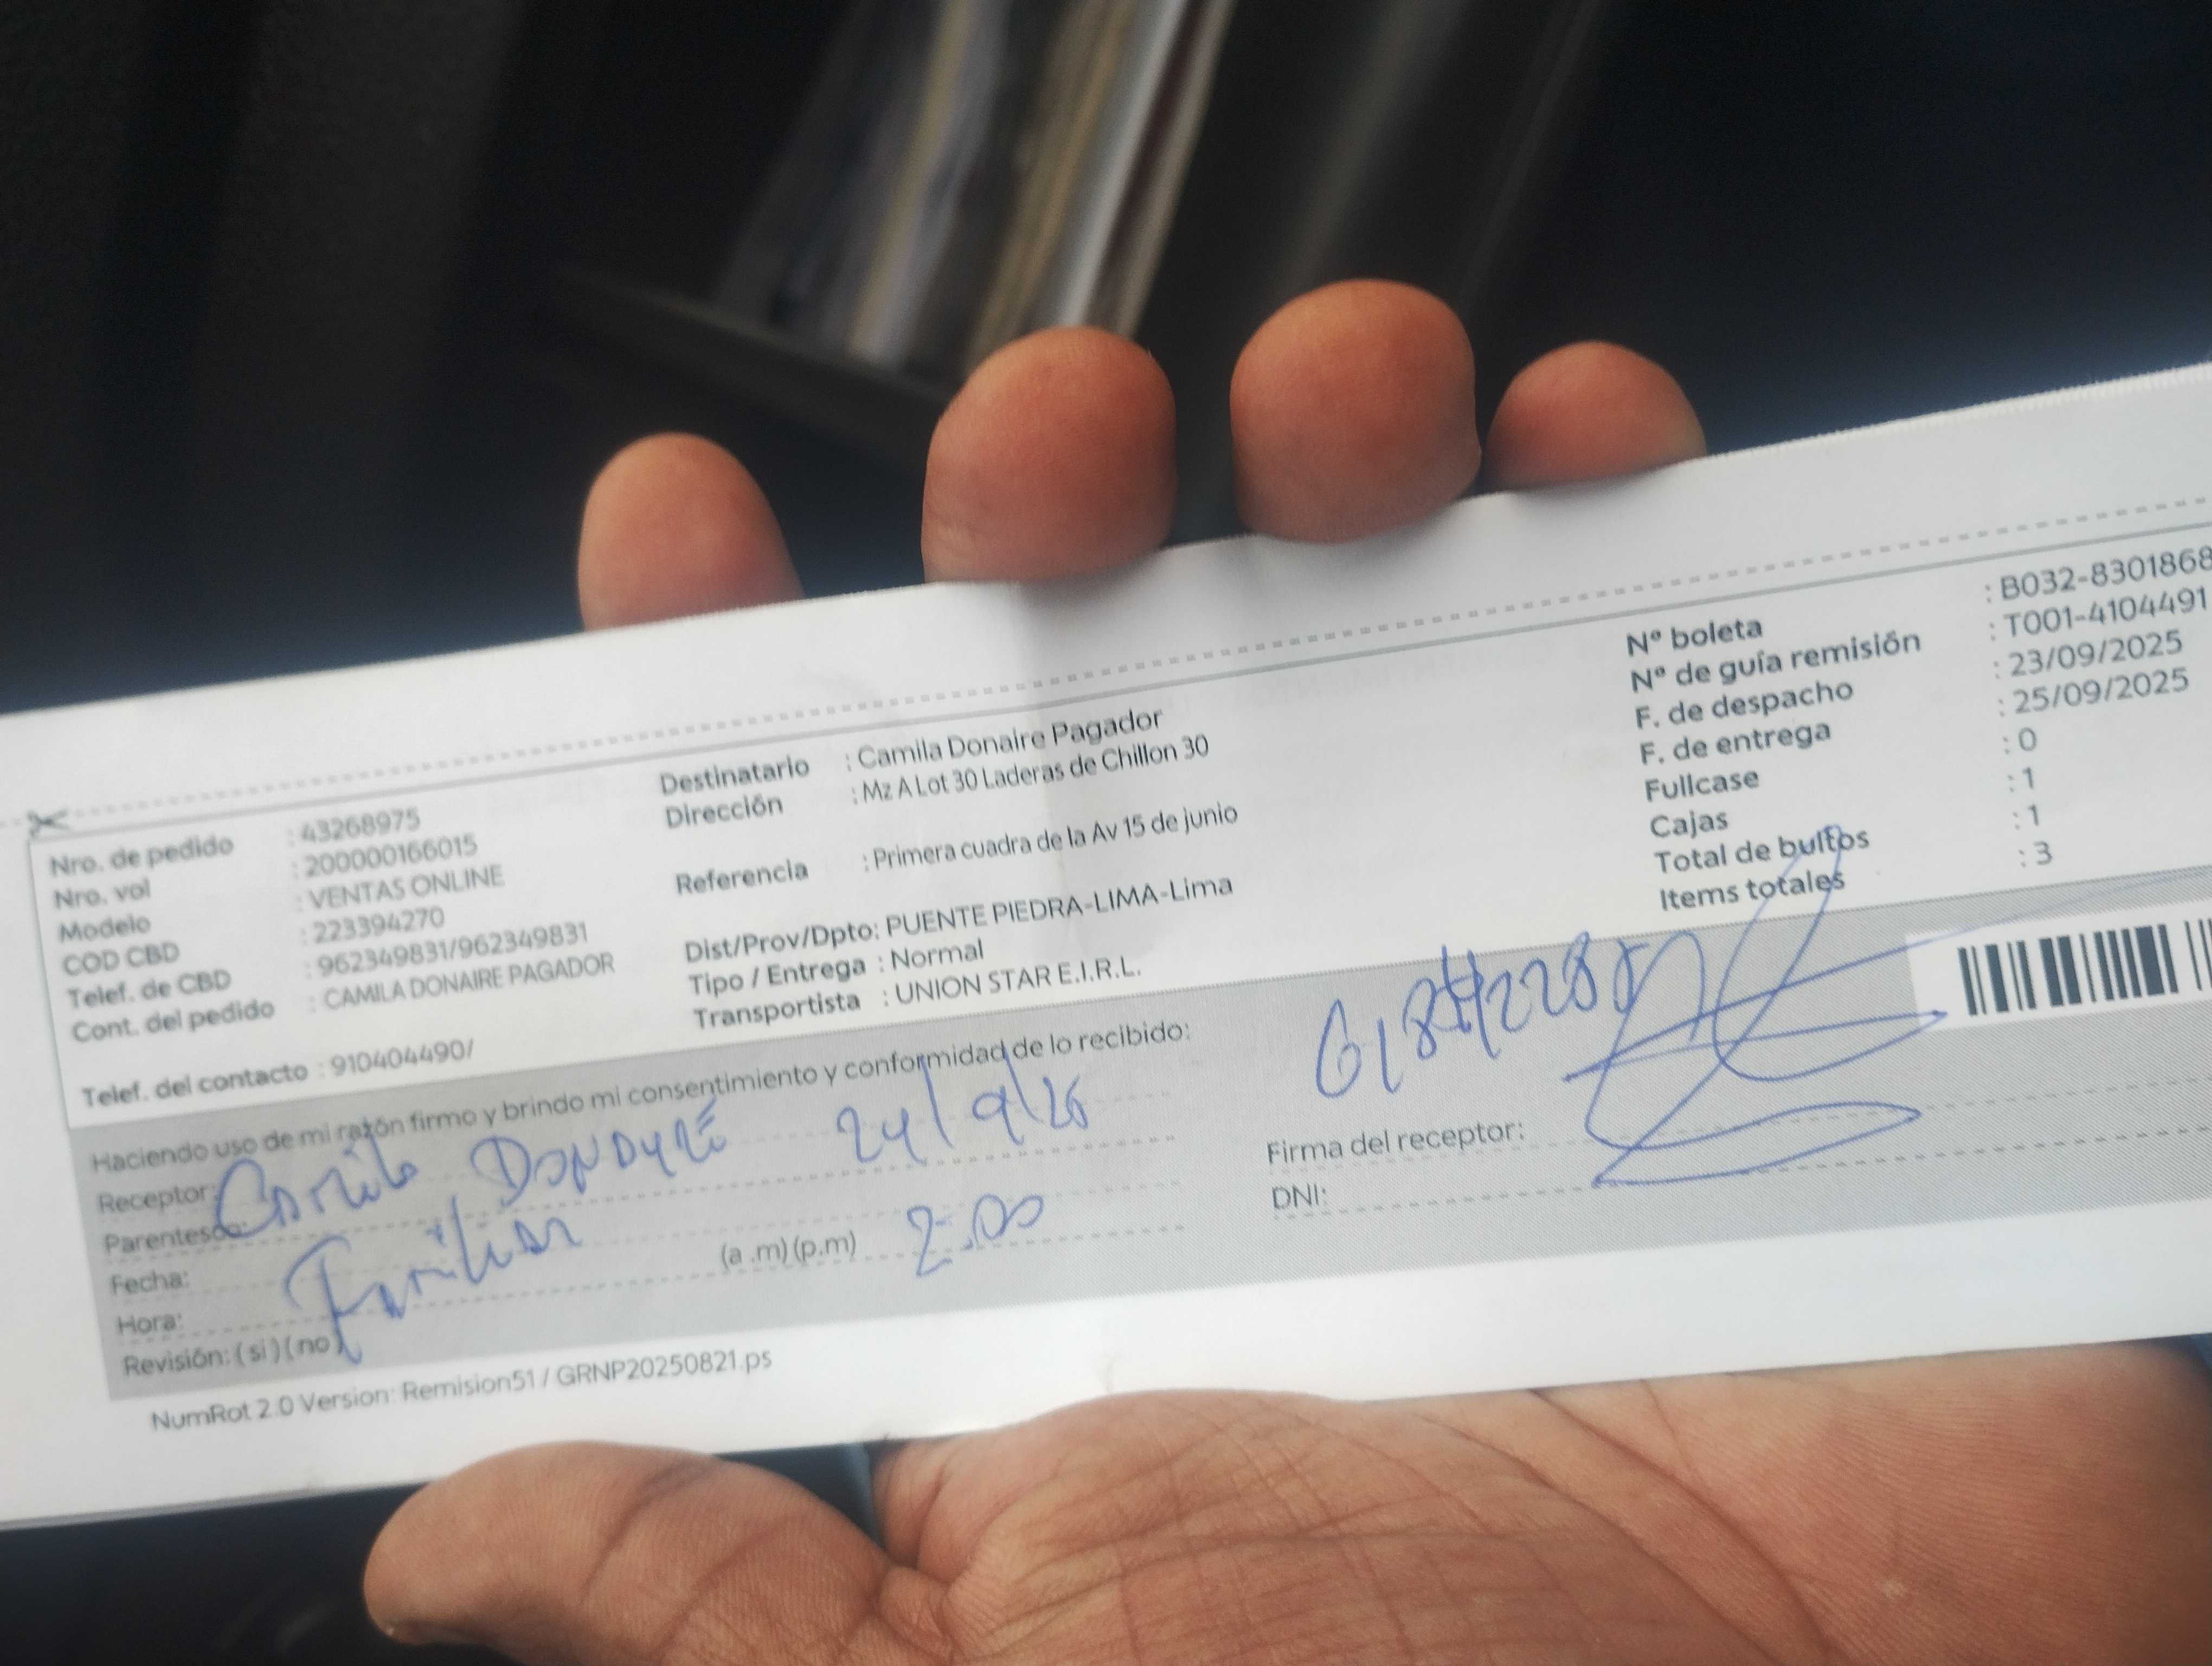 Nro. de pedido : 43268975
Nro. vol : 200000166015
Modelo : VENTAS ONLINE
COD CBD : 223394270
Telef. de CBD : 962349831/962349831
Cont. del pedido : CAMILA DONAIRE PAGADOR
Telef. del contacto : 910404490/
Destinatario : Camila Donaire Pagador
Dirección : Mz A Lot 30 Laderas de Chillon 30
Referencia : Primera cuadra de la Av 15 de junio
Dist/Prov/Dpto: PUENTE PIEDRA-LIMA-Lima
Tipo / Entrega : Normal
Transportista : UNION STAR E.I.R.L.
Nº boleta : B032-8301868
Nº de guía remisión : T001-4104491
F. de despacho : 23/09/2025
F. de entrega : 25/09/2025
Fullcase : 0
Cajas : 1
Total de bultos : 1
Items totales : 3
Haciendo uso de mi razón firmo y brindo mi consentimiento y conformidad de lo recibido:
Receptor: Camila
Parentesco: Familiar
Fecha: 24/9/25
Hora: (a .m) (p.m) 2:00
Revisión: ( si ) ( no )
Firma del receptor:
DNI:
NumRot 2.0 Version: Remision51 / GRNP20250821.ps